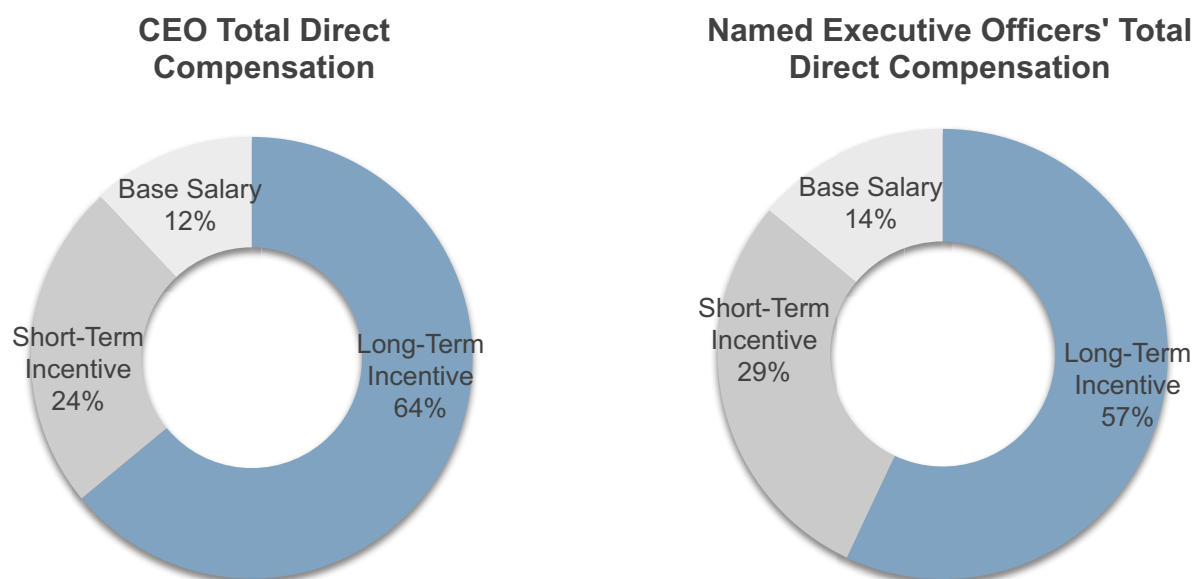 CEO Total Direct
Compensation
Base Salary
12%
Short-Term
Incentive
24%
Long-Term
Incentive
64%
Named Executive Officers' Total
Direct Compensation
Base Salary
14%
Short-Term
Incentive
29%
Long-Term
Incentive
57%